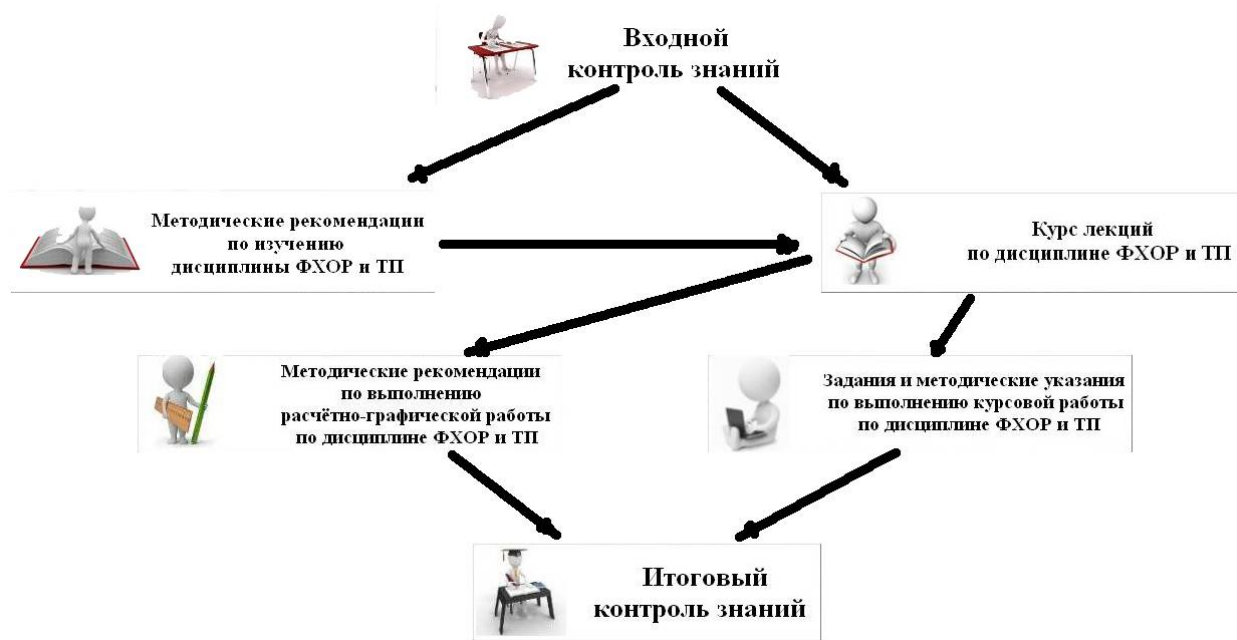 Входной
контроль знаний
Методические рекомендации
по изучению
дисциплины ФХОР и ТП
Курс лекций
по дисциплине ФХОР и ТП
Методические рекомендации
по выполнению
расчётно-графической работы
по дисциплине ФХОР и ТП
Задания и методические указания
по выполнению курсовой работы
по дисциплине ФХОР и ТП
Итоговый
контроль знаний